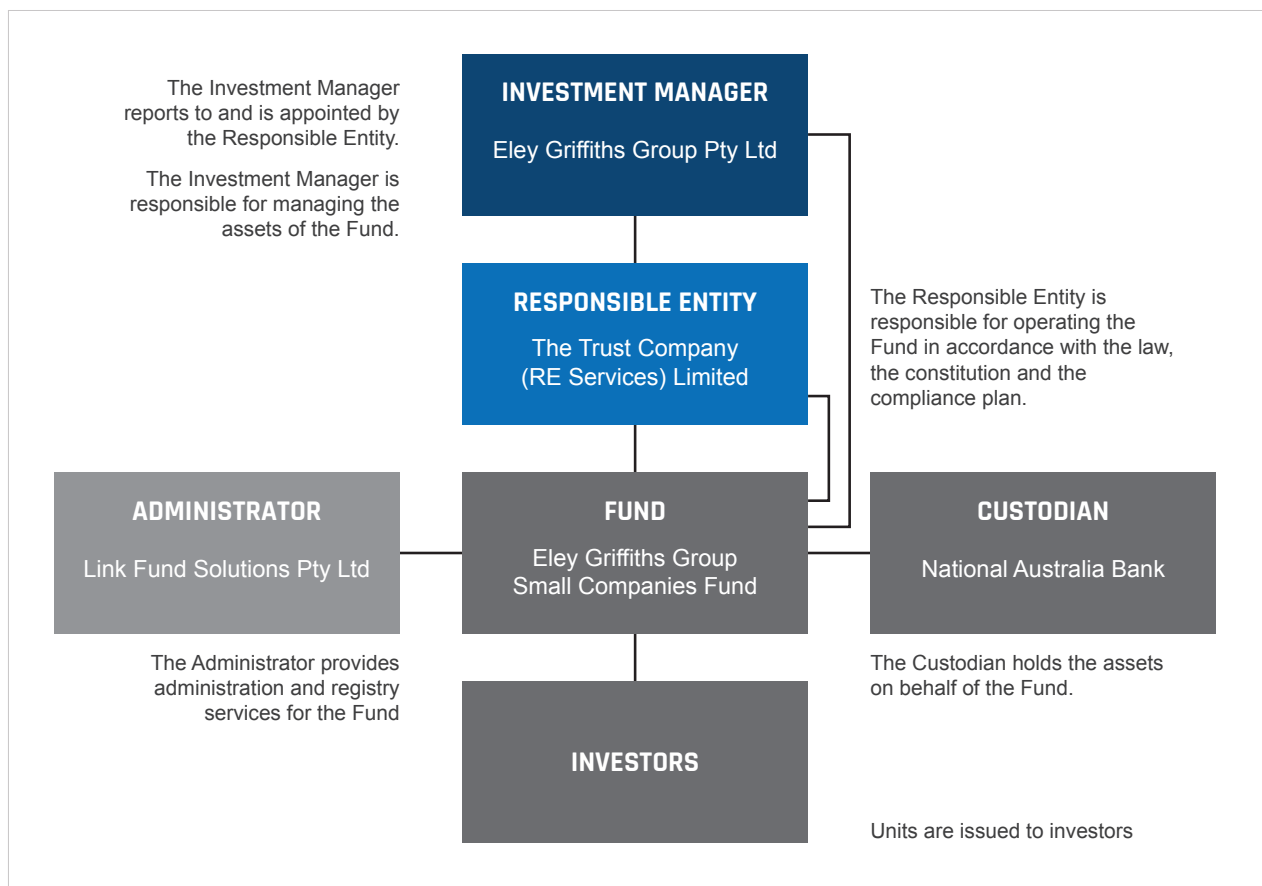 The Investment Manager
reports to and is appointed by
the Responsible Entity.
The Investment Manager is
responsible for managing the
assets of the Fund.
INVESTMENT MANAGER
Eley Griffiths Group Pty Ltd
RESPONSIBLE ENTITY
The Trust Company
(RE Services) Limited
The Responsible Entity is
responsible for operating the
Fund in accordance with the law,
the constitution and the
compliance plan.
ADMINISTRATOR
Link Fund Solutions Pty Ltd
FUND
Eley Griffiths Group
Small Companies Fund
CUSTODIAN
National Australia Bank
The Administrator provides
administration and registry
services for the Fund
The Custodian holds the assets
on behalf of the Fund.
INVESTORS
Units are issued to investors